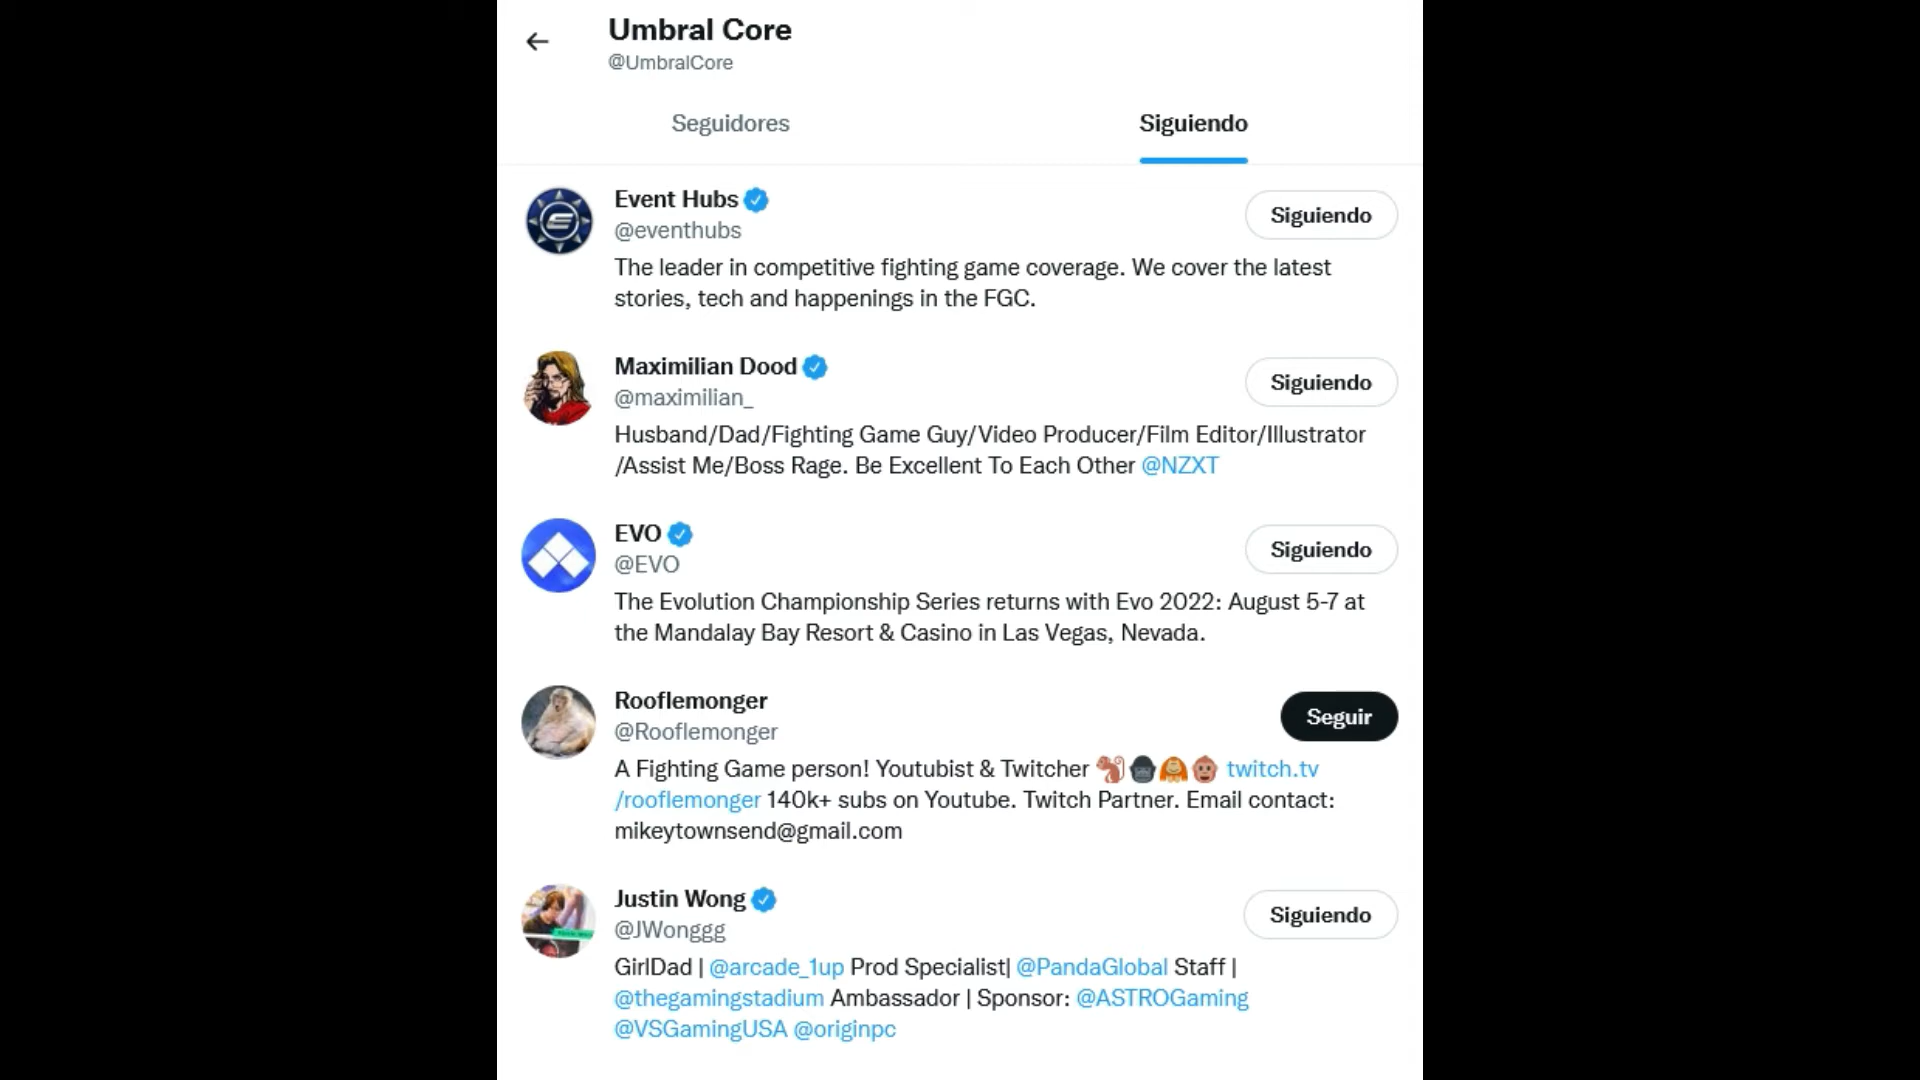 Umbral Core
@UmbralCore
Seguidores
Siguiendo
Event Hubs
@eventhubs
Siguiendo
The leader in competitive fighting game coverage. We cover the latest
stories, tech and happenings in the FGC.
Maximilian Dood
@maximilian_
Siguiendo
Husband/Dad/Fighting Game Guy/Video Producer/Film Editor/Illustrator
/Assist Me/Boss Rage. Be Excellent To Each Other @NZXT
EVO
@EVO
Siguiendo
The Evolution Championship Series returns with Evo 2022: August 5-7 at
the Mandalay Bay Resort & Casino in Las Vegas, Nevada.
Rooflemonger
@Rooflemonger
Seguir
A Fighting Game person! Youtubist & Twitcher 🐒🦍🦧🐵 twitch.tv
/rooflemonger 140k+ subs on Youtube. Twitch Partner. Email contact:
mikeytownsend@gmail.com
Justin Wong
@JWonggg
Siguiendo
GirlDad | @arcade_1up Prod Specialist| @PandaGlobal Staff |
@thegamingstadium Ambassador | Sponsor: @ASTROGaming
@VSGamingUSA @originpc